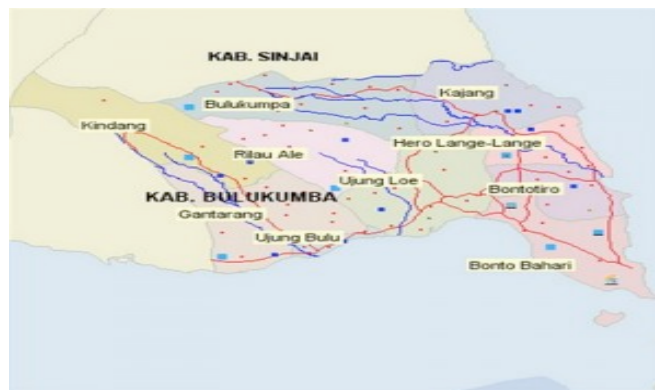 KAB. SINJAI
Kajang
Bulukumpa
Kindang
Hero Lange-Lange
Rilau Ale
Ujung Loe
Bontotiro
KAB. BULUKUMBA
Gantarang
Ujung Bulu
Bonto Bahari